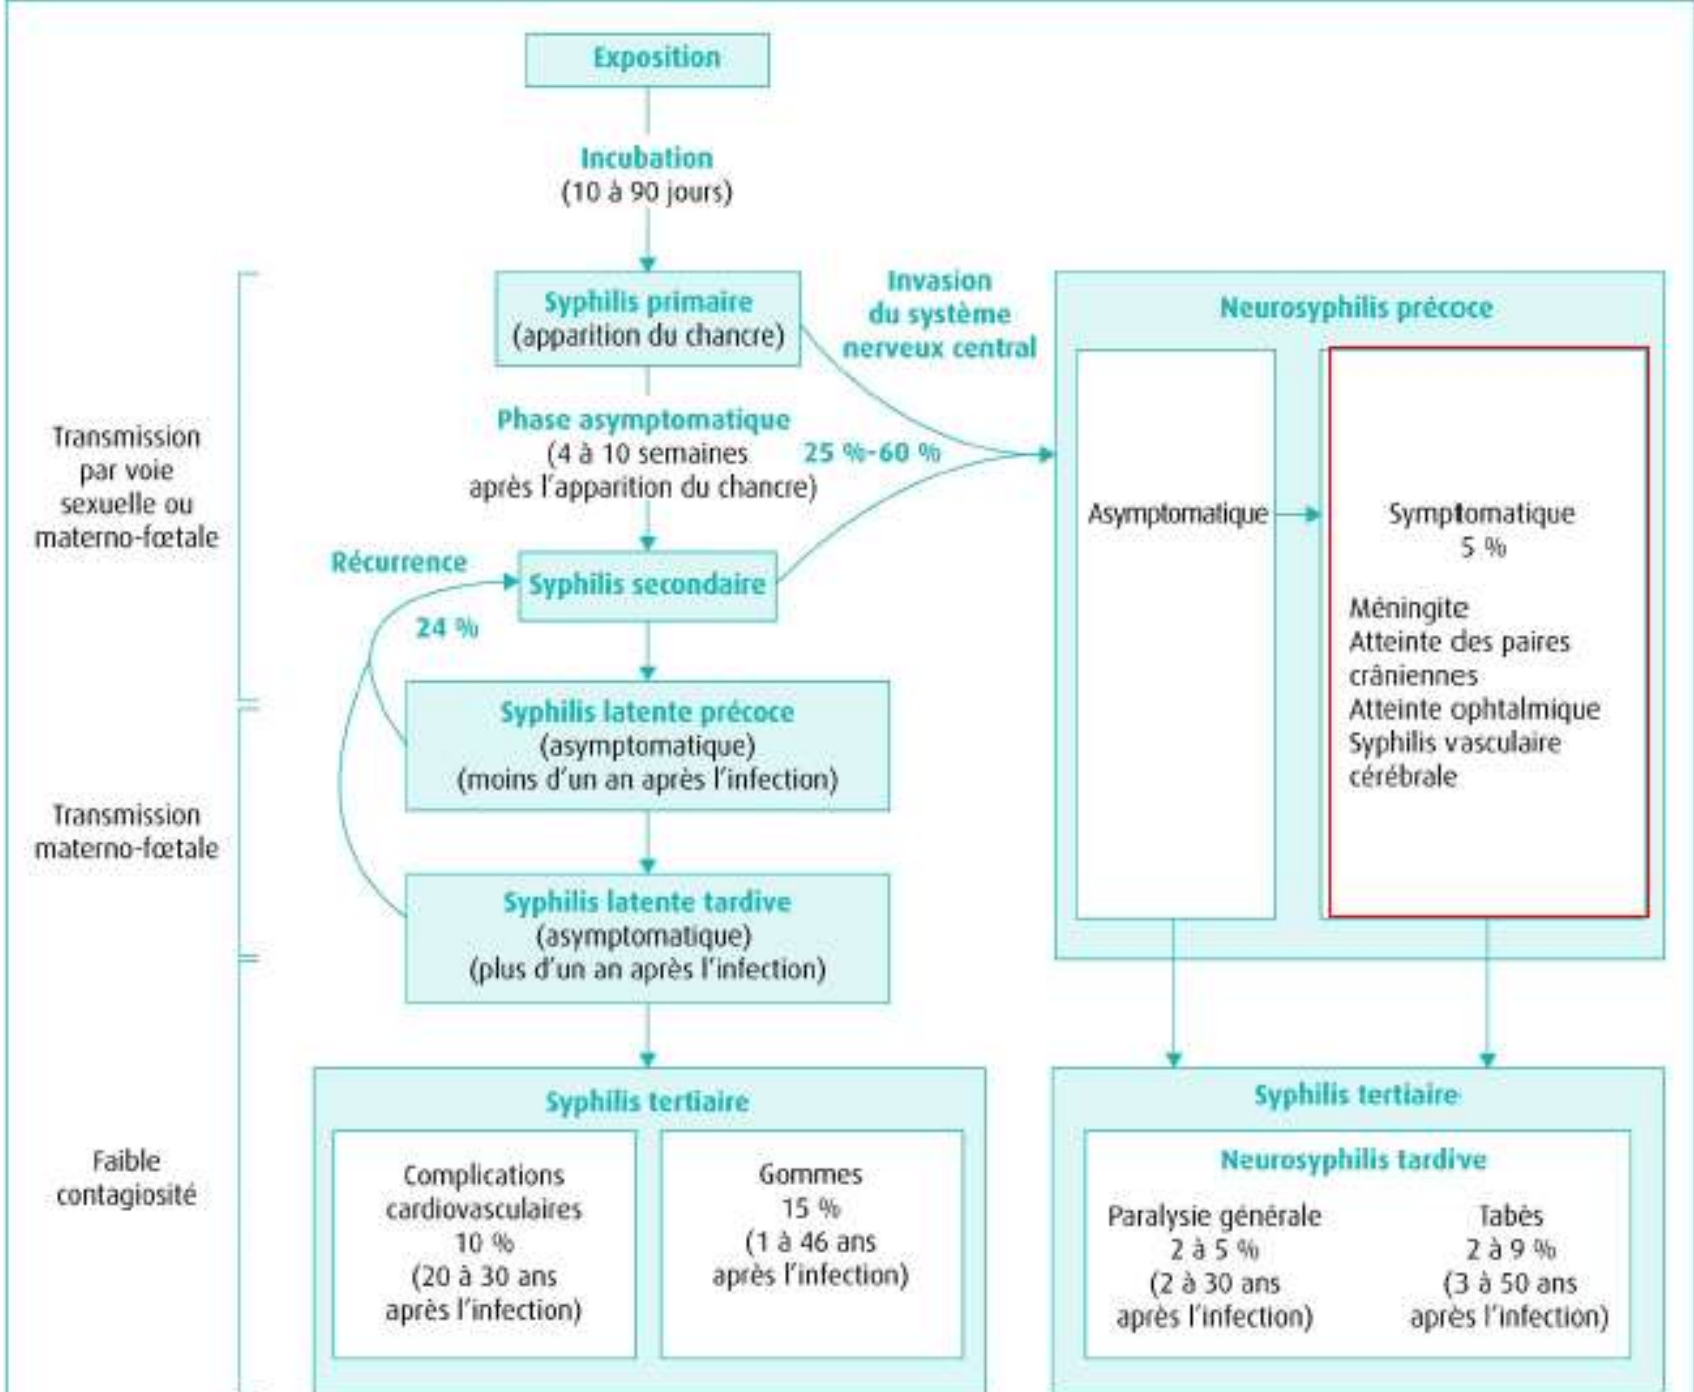 Exposition
Incubation
(10 à 90 jours)
Syphilis primaire
(apparition du chancre)
Invasion
du système
nerveux central
Phase asymptomatique
(4 à 10 semaines
après l'apparition du chancre)
25 %-60 %
Syphilis secondaire
Récurrence
24 %
Syphilis latente précoce
(asymptomatique)
(moins d'un an après l'infection)
Syphilis latente tardive
(asymptomatique)
(plus d'un an après l'infection)
Transmission
par voie
sexuelle ou
materno-fœtale
Transmission
materno-fœtale
Faible
contagiosité
Neurosyphilis précoce
Asymptomatique
Symptomatique
5 %
Méningite
Atteinte des paires
crâniennes
Atteinte ophtalmique
Syphilis vasculaire
cérébrale
Syphilis tertiaire
Complications
cardiovasculaires
10 %
(20 à 30 ans
après l'infection)
Gommes
15 %
(1 à 46 ans
après l'infection)
Syphilis tertiaire
Neurosyphilis tardive
Paralysie générale
2 à 5 %
(2 à 30 ans
après l'infection)
Tabès
2 à 9 %
(3 à 50 ans
après l'infection)